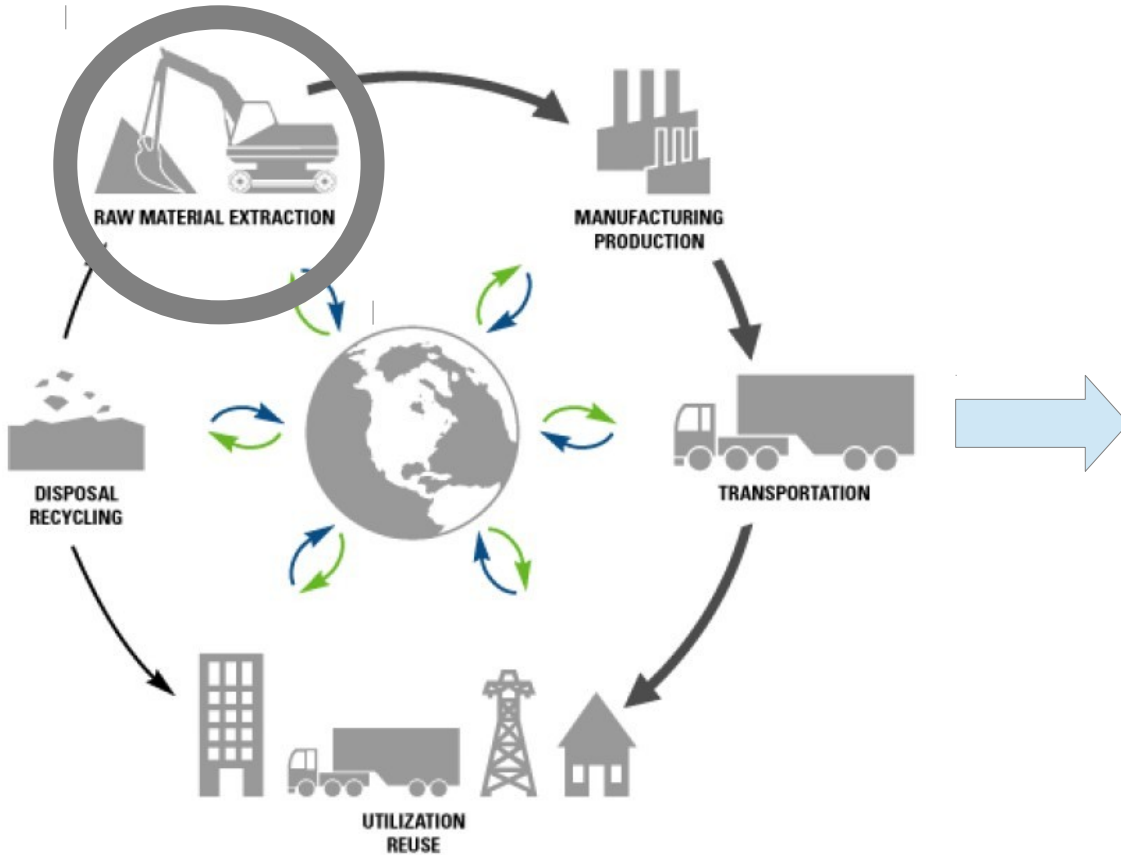 RAW MATERIAL EXTRACTION
MANUFACTURING
PRODUCTION
TRANSPORTATION
DISPOSAL
RECYCLING
UTILIZATION
REUSE